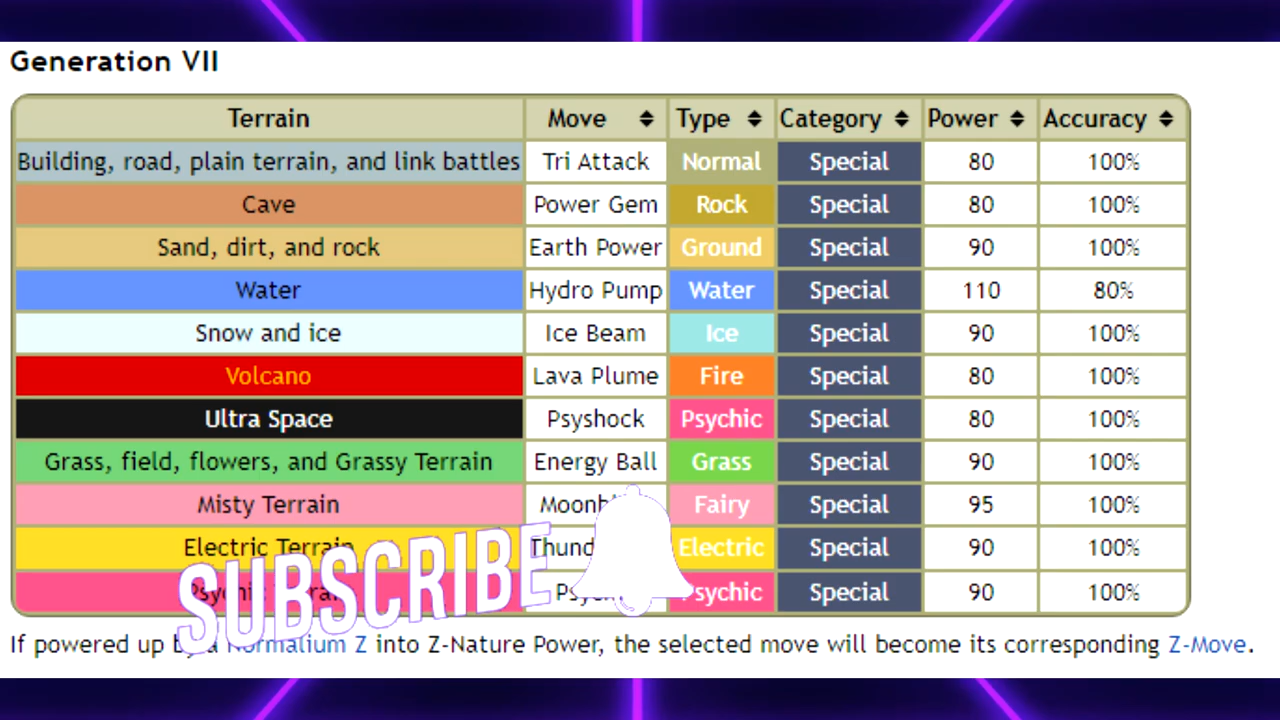 Generation VII
Terrain Move Type Category Power Accuracy
Building, road, plain terrain, and link battles Tri Attack Normal Special 80 100%
Cave Power Gem Rock Special 80 100%
Sand, dirt, and rock Earth Power Ground Special 90 100%
Water Hydro Pump Water Special 110 80%
Snow and ice Ice Beam Ice Special 90 100%
Volcano Lava Plume Fire Special 80 100%
Ultra Space Psyshock Psychic Special 80 100%
Grass, field, flowers, and Grassy Terrain Energy Ball Grass Special 90 100%
Misty Terrain Fairy Special 95 100%
Electric Terrain Electric Special 90 100%
SUBSCRIBE
Psychic Special 90 100%
If powered up by a Normalium Z into Z-Nature Power, the selected move will become its corresponding Z-Move.